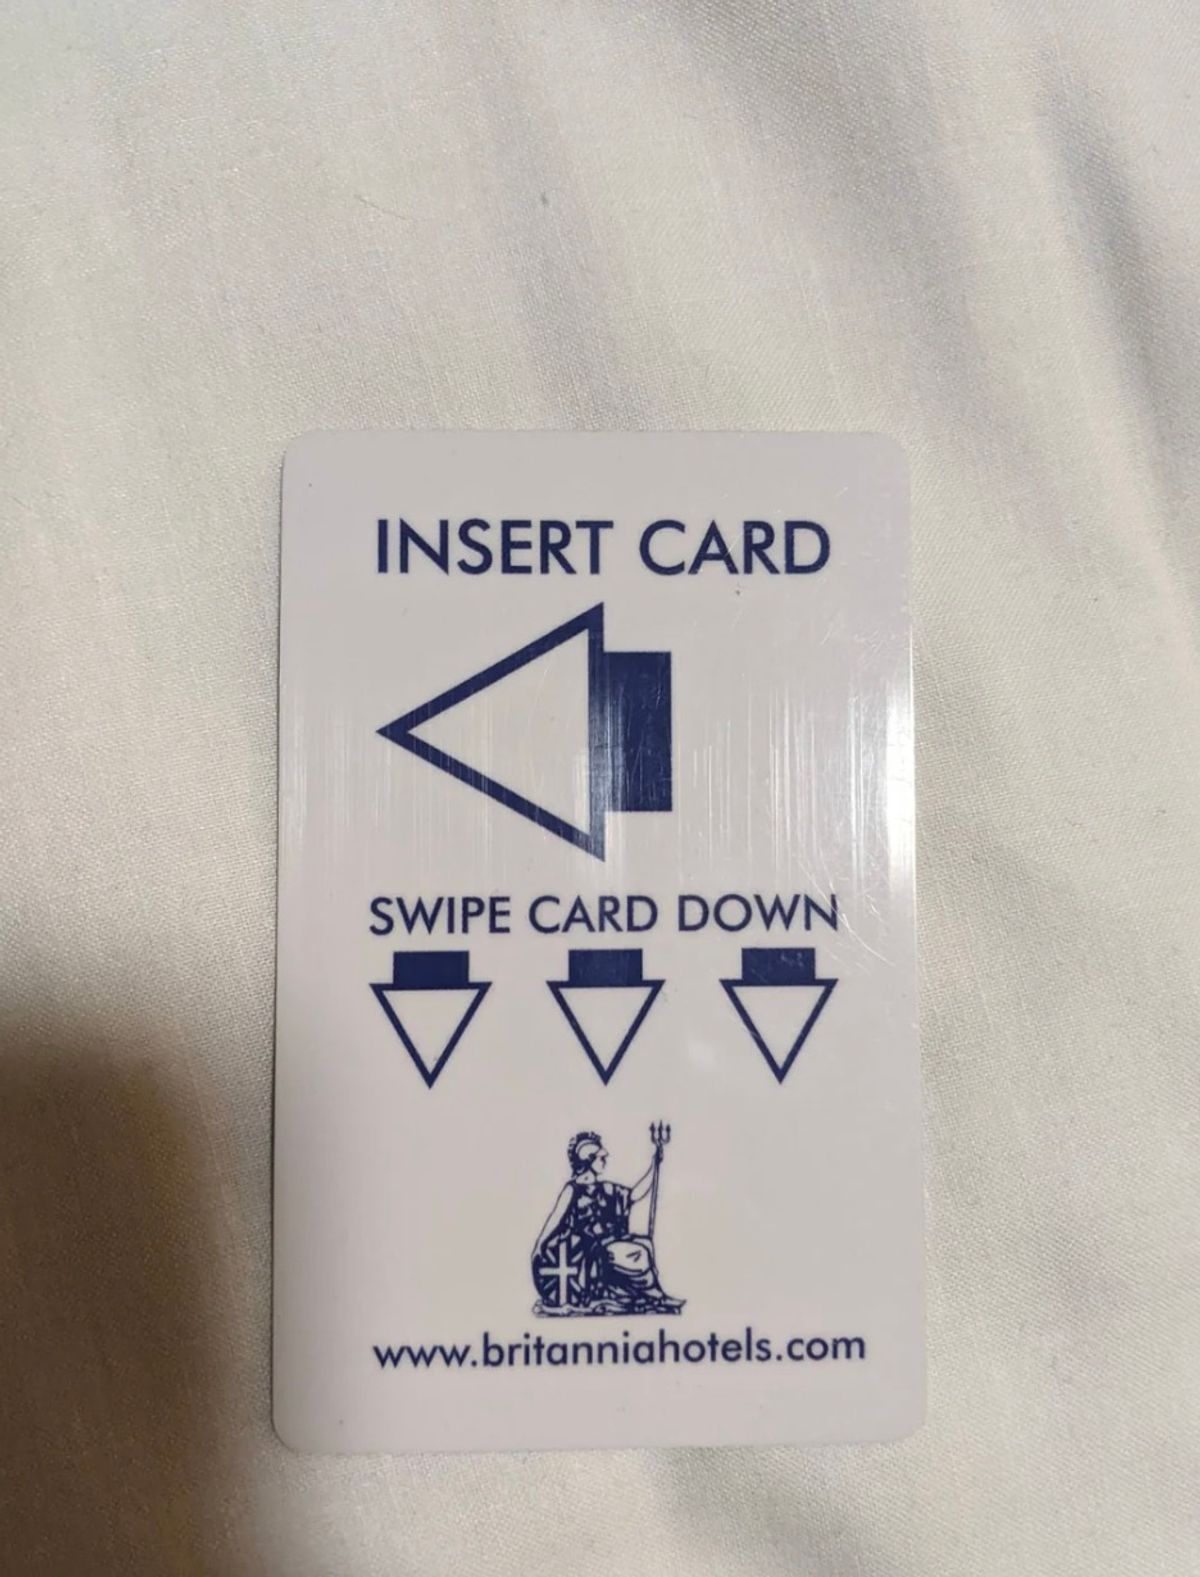 INSERT CARD
SWIPE CARD DOWN
www.britanniahotels.com